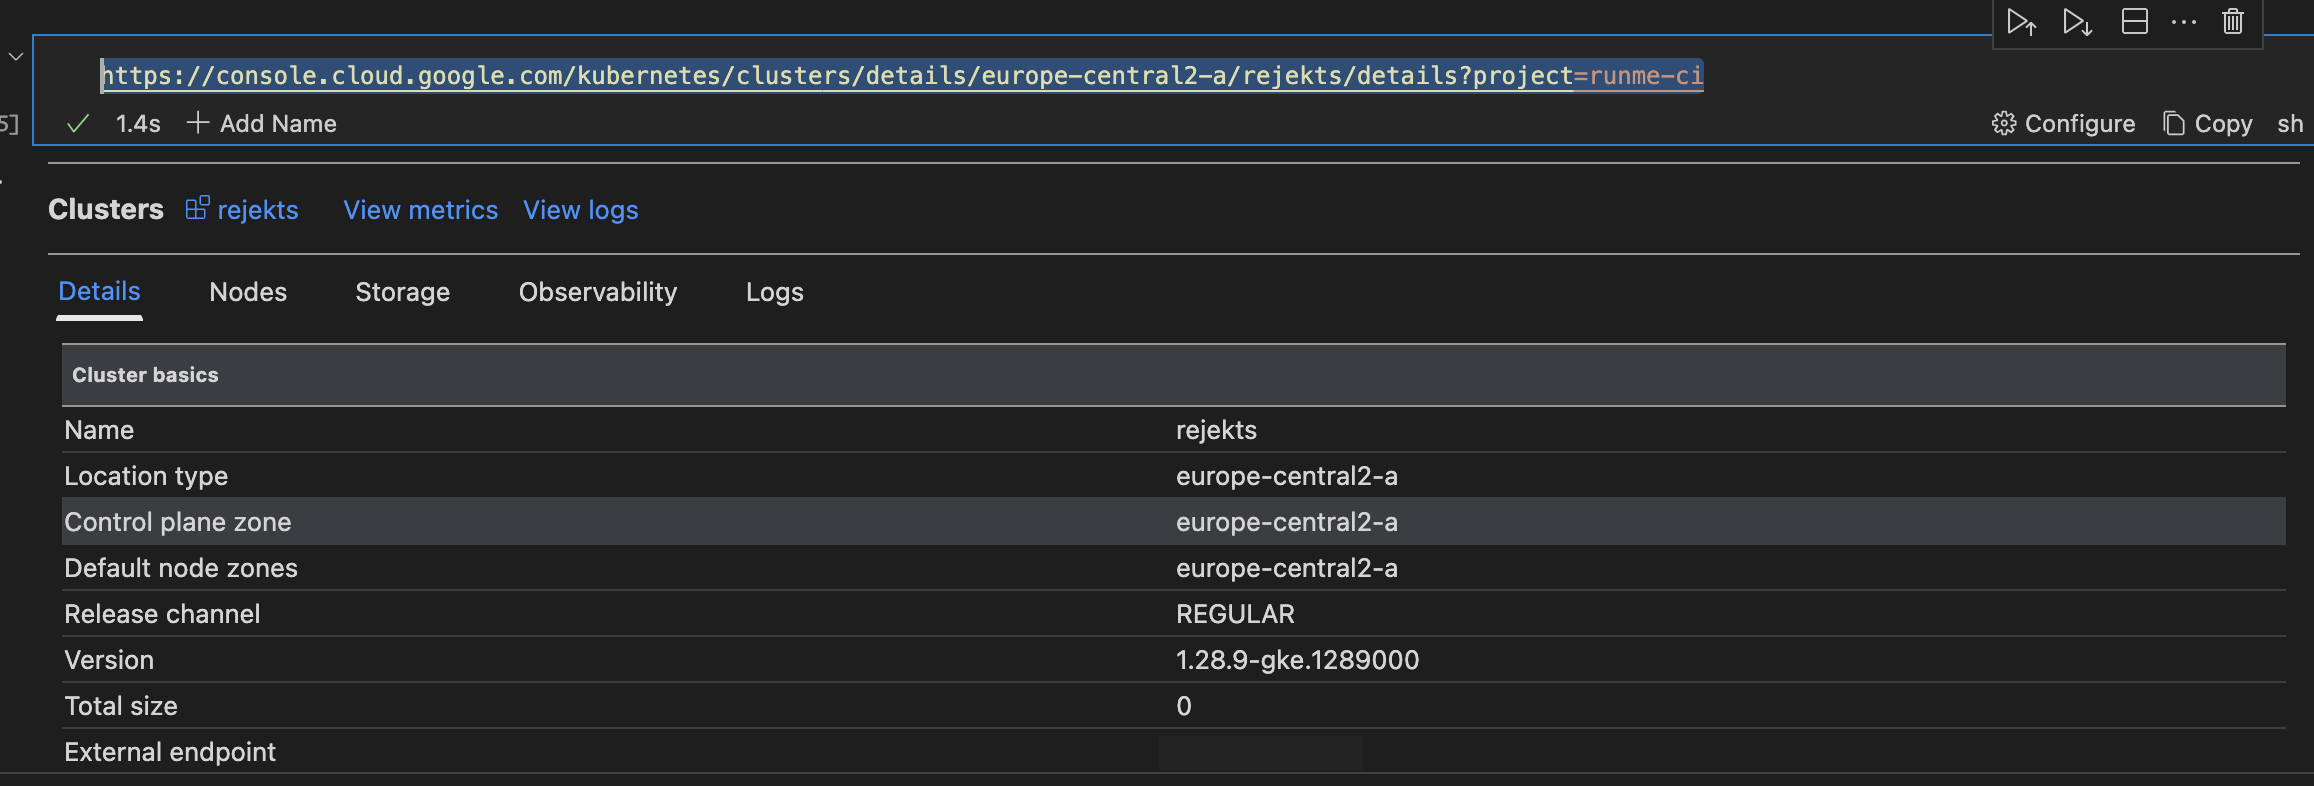 https://console.cloud.google.com/kubernetes/clusters/details/europe-central2-a/rejekts/details?project=runme-ci
5] 1.4s Add Name Configure Copy sh
Clusters rejekts View metrics View logs
Details Nodes Storage Observability Logs
Cluster basics
Name rejekts
Location type europe-central2-a
Control plane zone europe-central2-a
Default node zones europe-central2-a
Release channel REGULAR
Version 1.28.9-gke.1289000
Total size 0
External endpoint